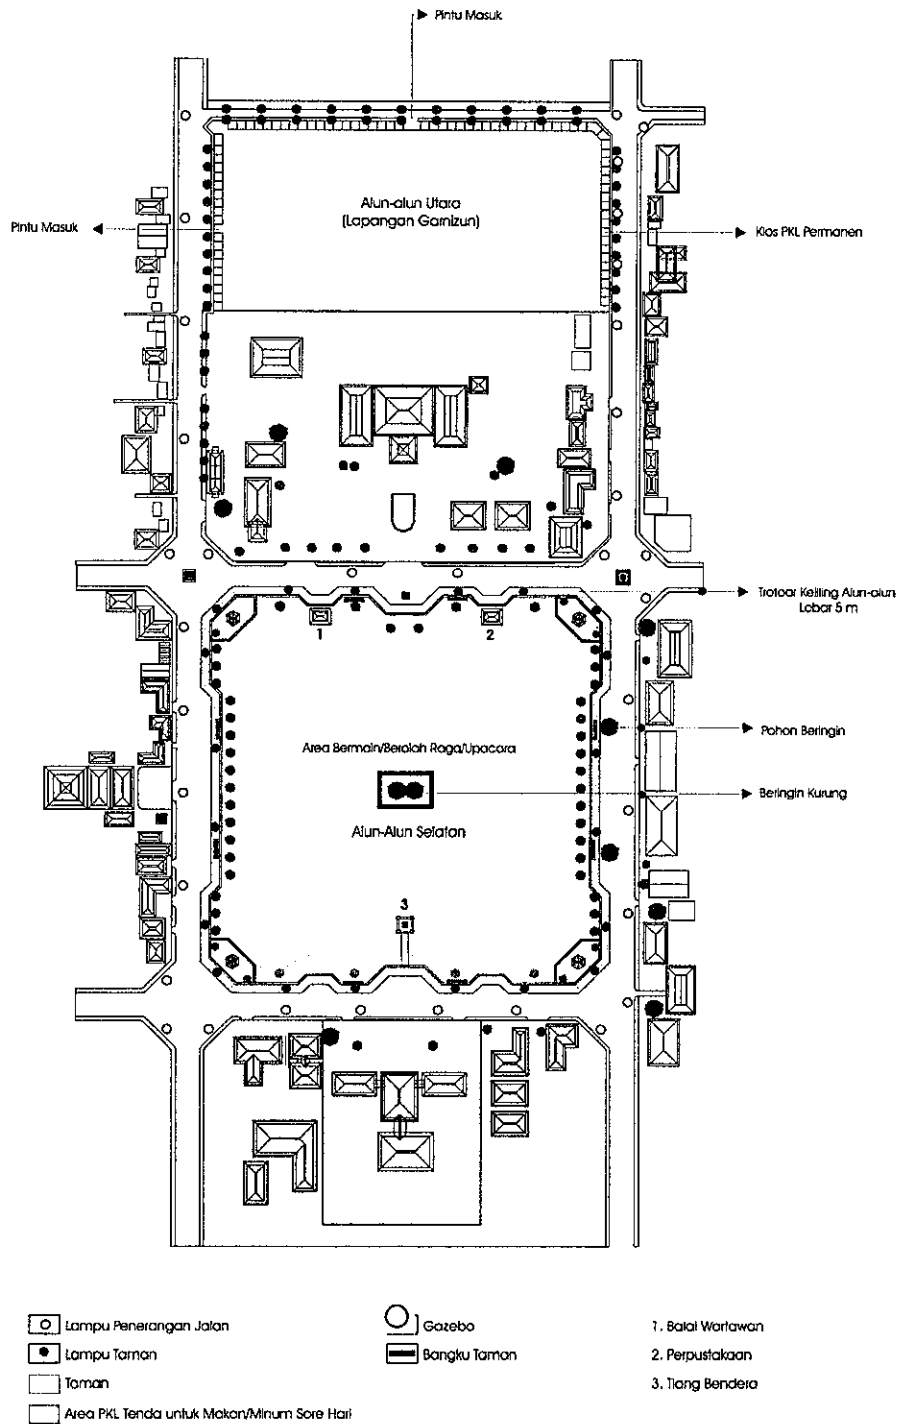 Pintu Masuk
Alun-alun Utara
(Lapangan Garnizun)
Pintu Masuk
Kios PKL Permanen
Trotoar Keliling Alun-alun
Lebar 5 m
1
2
Pohon Beringin
Area Bermain/Berolah Raga/Upacara
Beringin Kurung
Alun-Alun Selatan
3
Lampu Penerangan Jalan
Lampu Taman
Taman
Area PKL Tenda untuk Makan/Minum Sore Hari
Gazebo
Bangku Taman
1. Balai Wartawan
2. Perpustakaan
3. Tiang Bendera